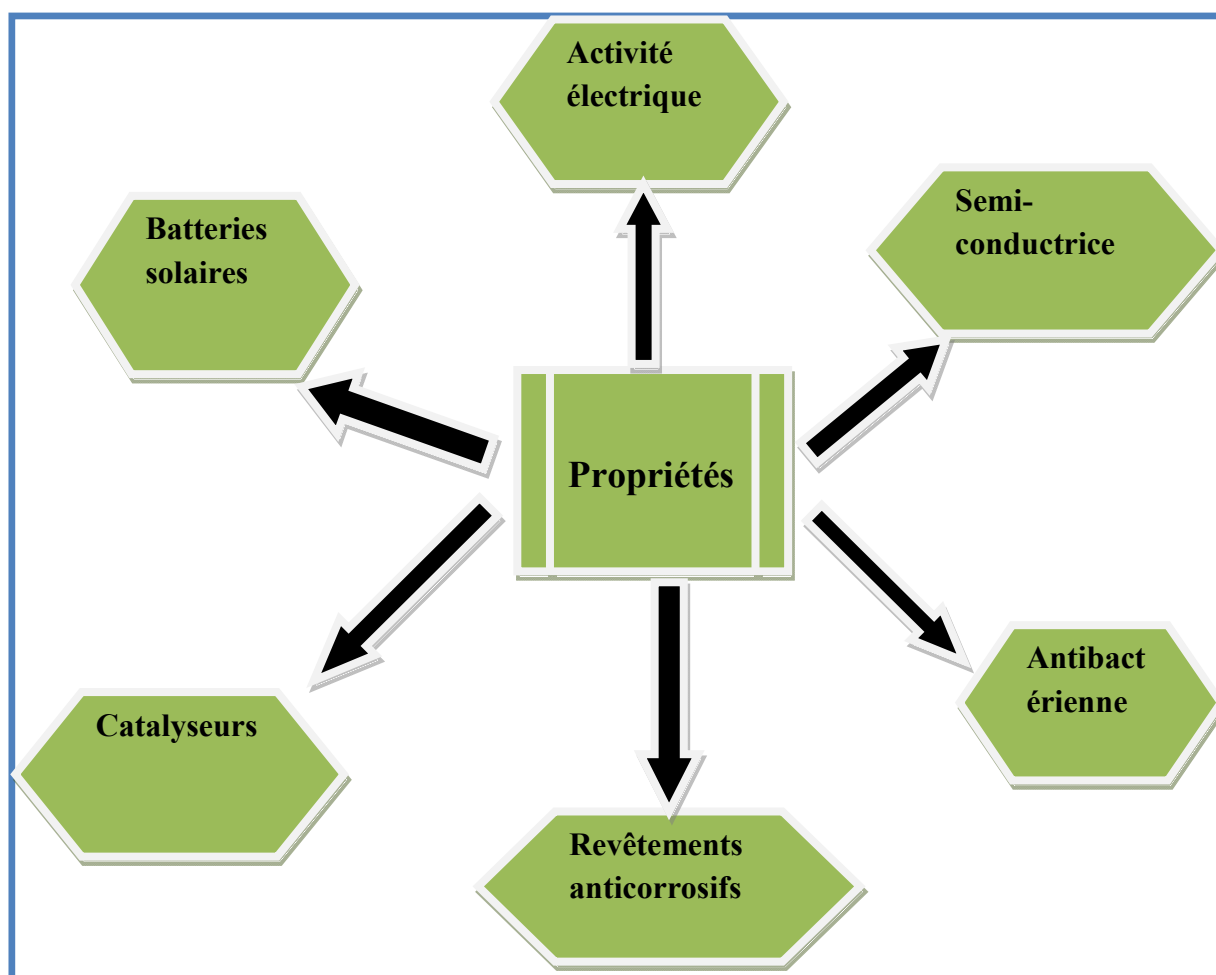 Activité
électrique
Semi-
conductrice
Batteries
solaires
Propriétés
Antibact
érienne
Catalyseurs
Revêtements
anticorrosifs